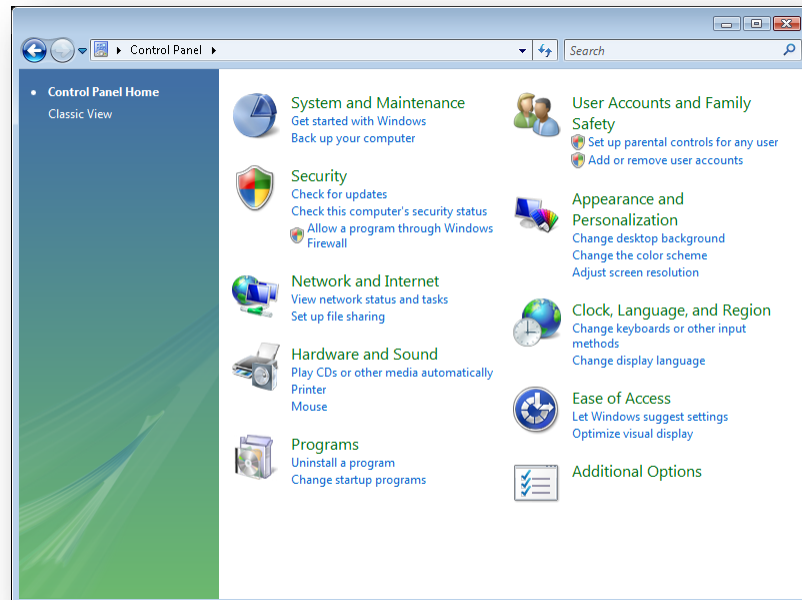 Control Panel
Search
Control Panel Home
Classic View
System and Maintenance
Get started with Windows
Back up your computer
Security
Check for updates
Check this computer's security status
Allow a program through Windows
Firewall
Network and Internet
View network status and tasks
Set up file sharing
Hardware and Sound
Play CDs or other media automatically
Printer
Mouse
Programs
Uninstall a program
Change startup programs
User Accounts and Family
Safety
Set up parental controls for any user
Add or remove user accounts
Appearance and
Personalization
Change desktop background
Change the color scheme
Adjust screen resolution
Clock, Language, and Region
Change keyboards or other input
methods
Change display language
Ease of Access
Let Windows suggest settings
Optimize visual display
Additional Options